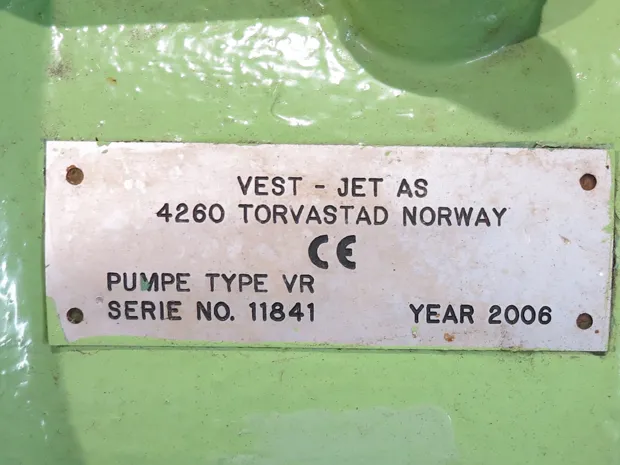 VEST - JET AS
4260 TORVASTAD NORWAY
CE
PUMPE TYPE VR
SERIE NO. 11841 YEAR 2006